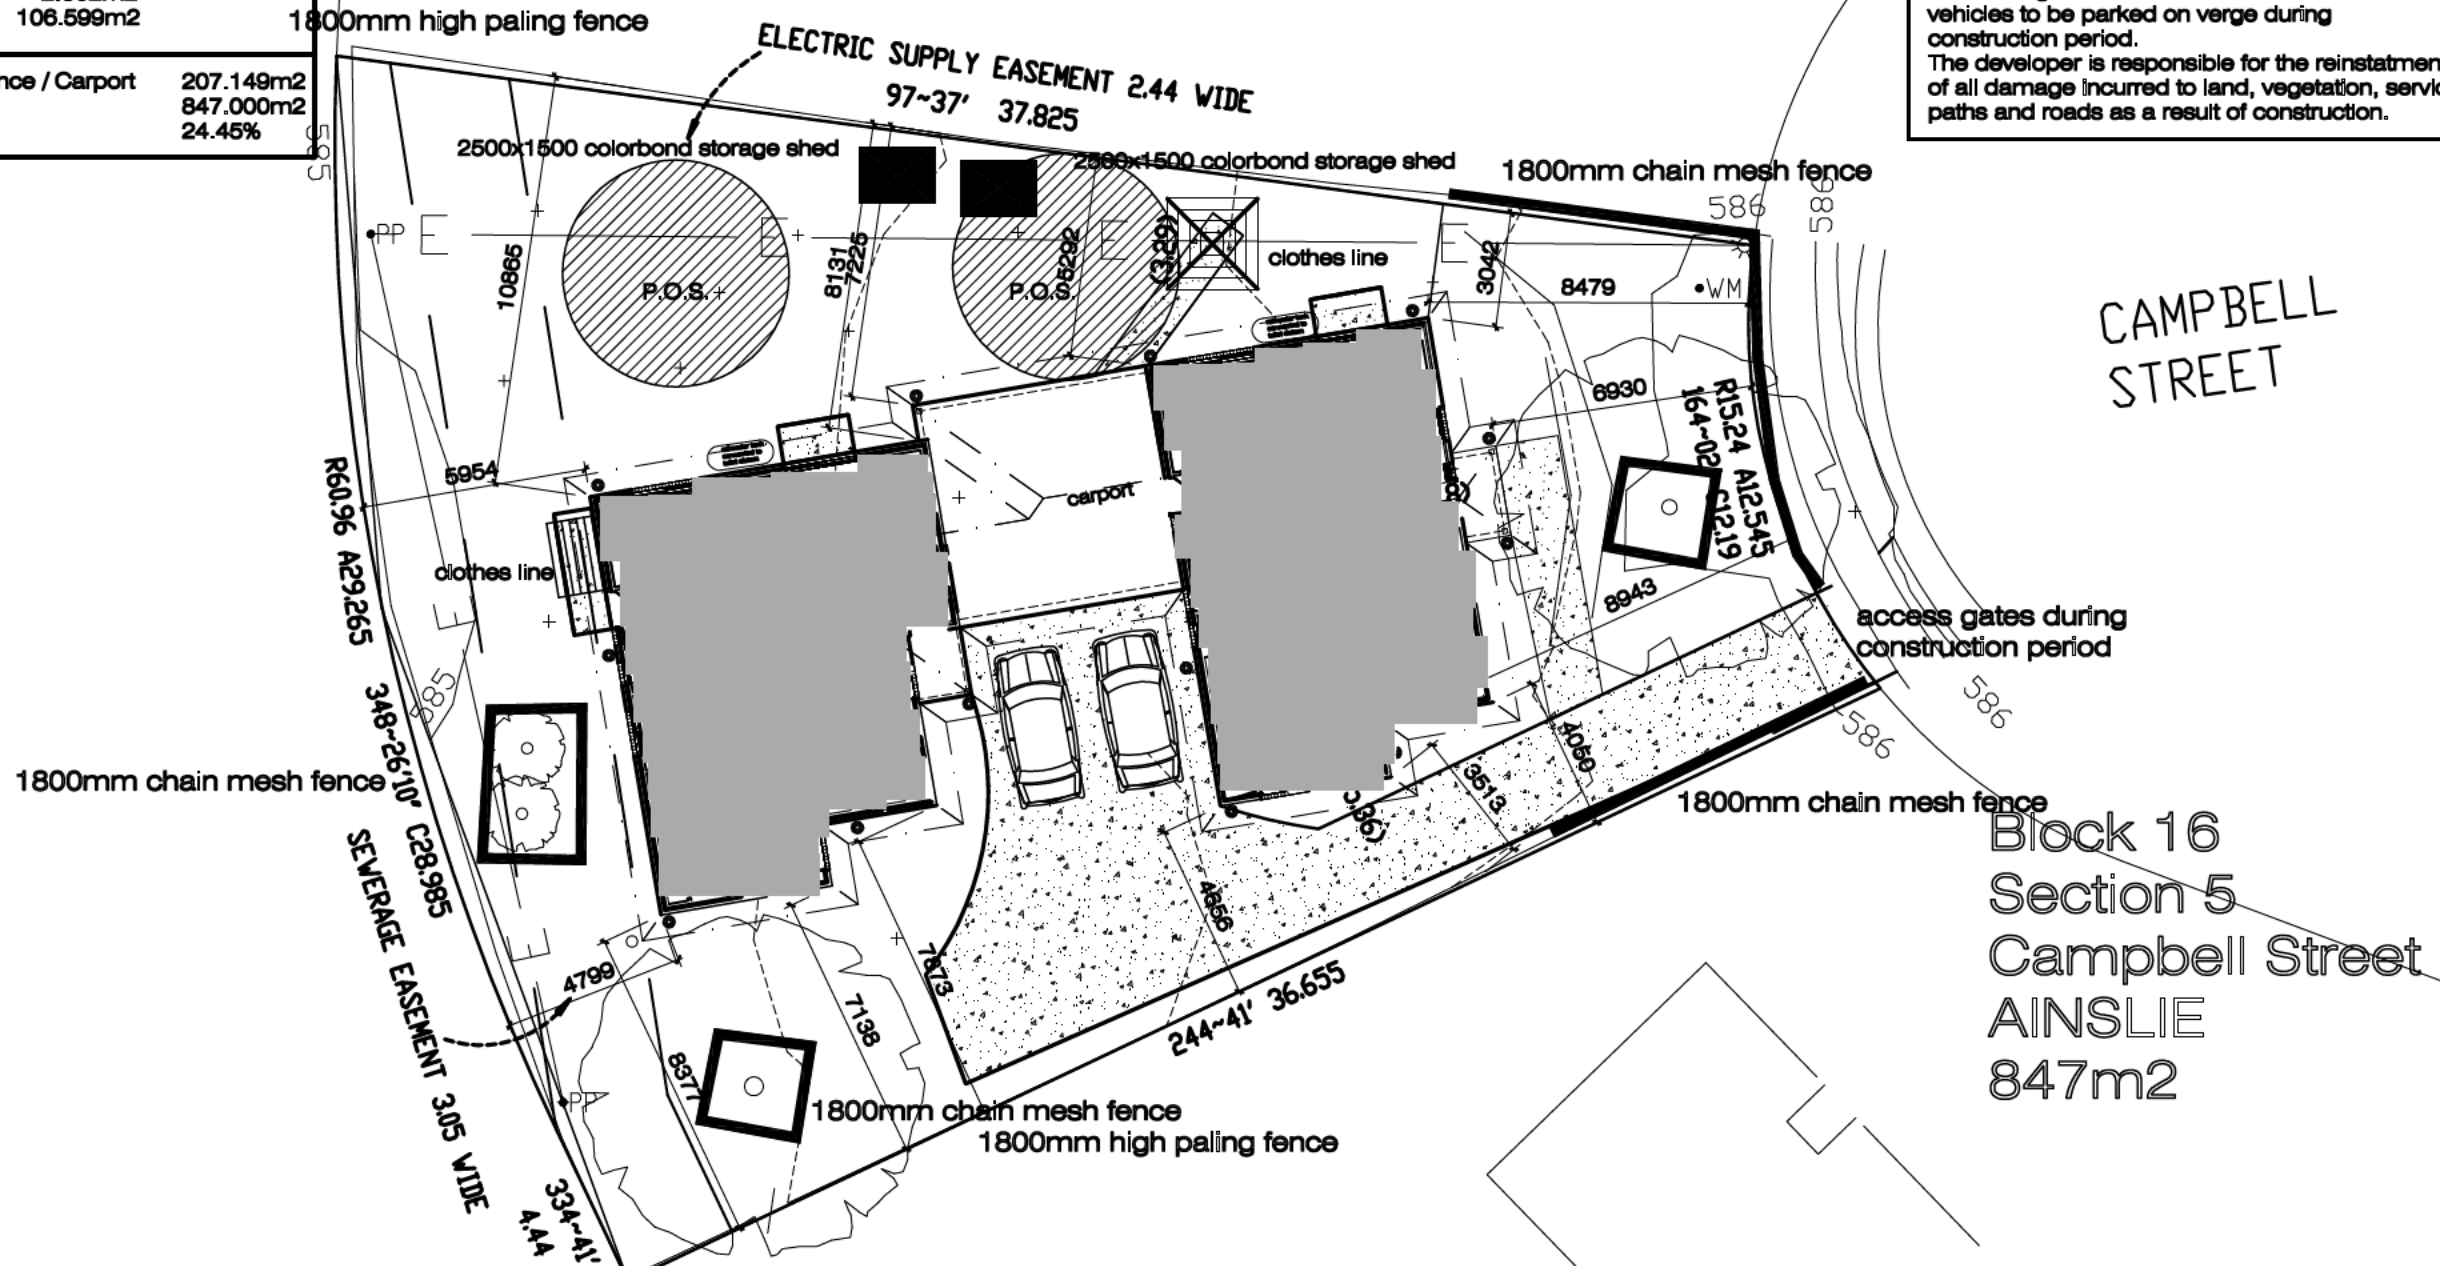 106.599m2
nce / Carport 207.149m2
847.000m2
24.45%
1800mm high paling fence
ELECTRIC SUPPLY EASEMENT 2.44 WIDE
97~37' 37.825
vehicles to be parked on verge during
construction period.
The developer is responsible for the reinstatmen
of all damage incurred to land, vegetation, servic
paths and roads as a result of construction.
585
2500x1500 colorbond storage shed
2500x1500 colorbond storage shed
1800mm chain mesh fence
586
586
PP
E
E
E
E
10865
8131
7225
P.O.S.
P.O.S.
5292
(3.29)
clothes line
3042
8479
WM
CAMPBELL
STREET
6930
R15.24 A12.545
164~02
C12.19
5954
carport
R60.96 A29.265
clothes line
8943
access gates during
construction period
E
585
348~26'10" C28.985
586
586
4060
3513
1800mm chain mesh fence
1800mm chain mesh fence
5.36)
Block 16
Section 5
Campbell Street
AINSLIE
847m2
SEWERAGE EASEMENT 3.05 WIDE
E
4799
7873
4656
7138
244~41' 36.655
8377
PP
1800mm chain mesh fence
1800mm high paling fence
334~41'
4.44